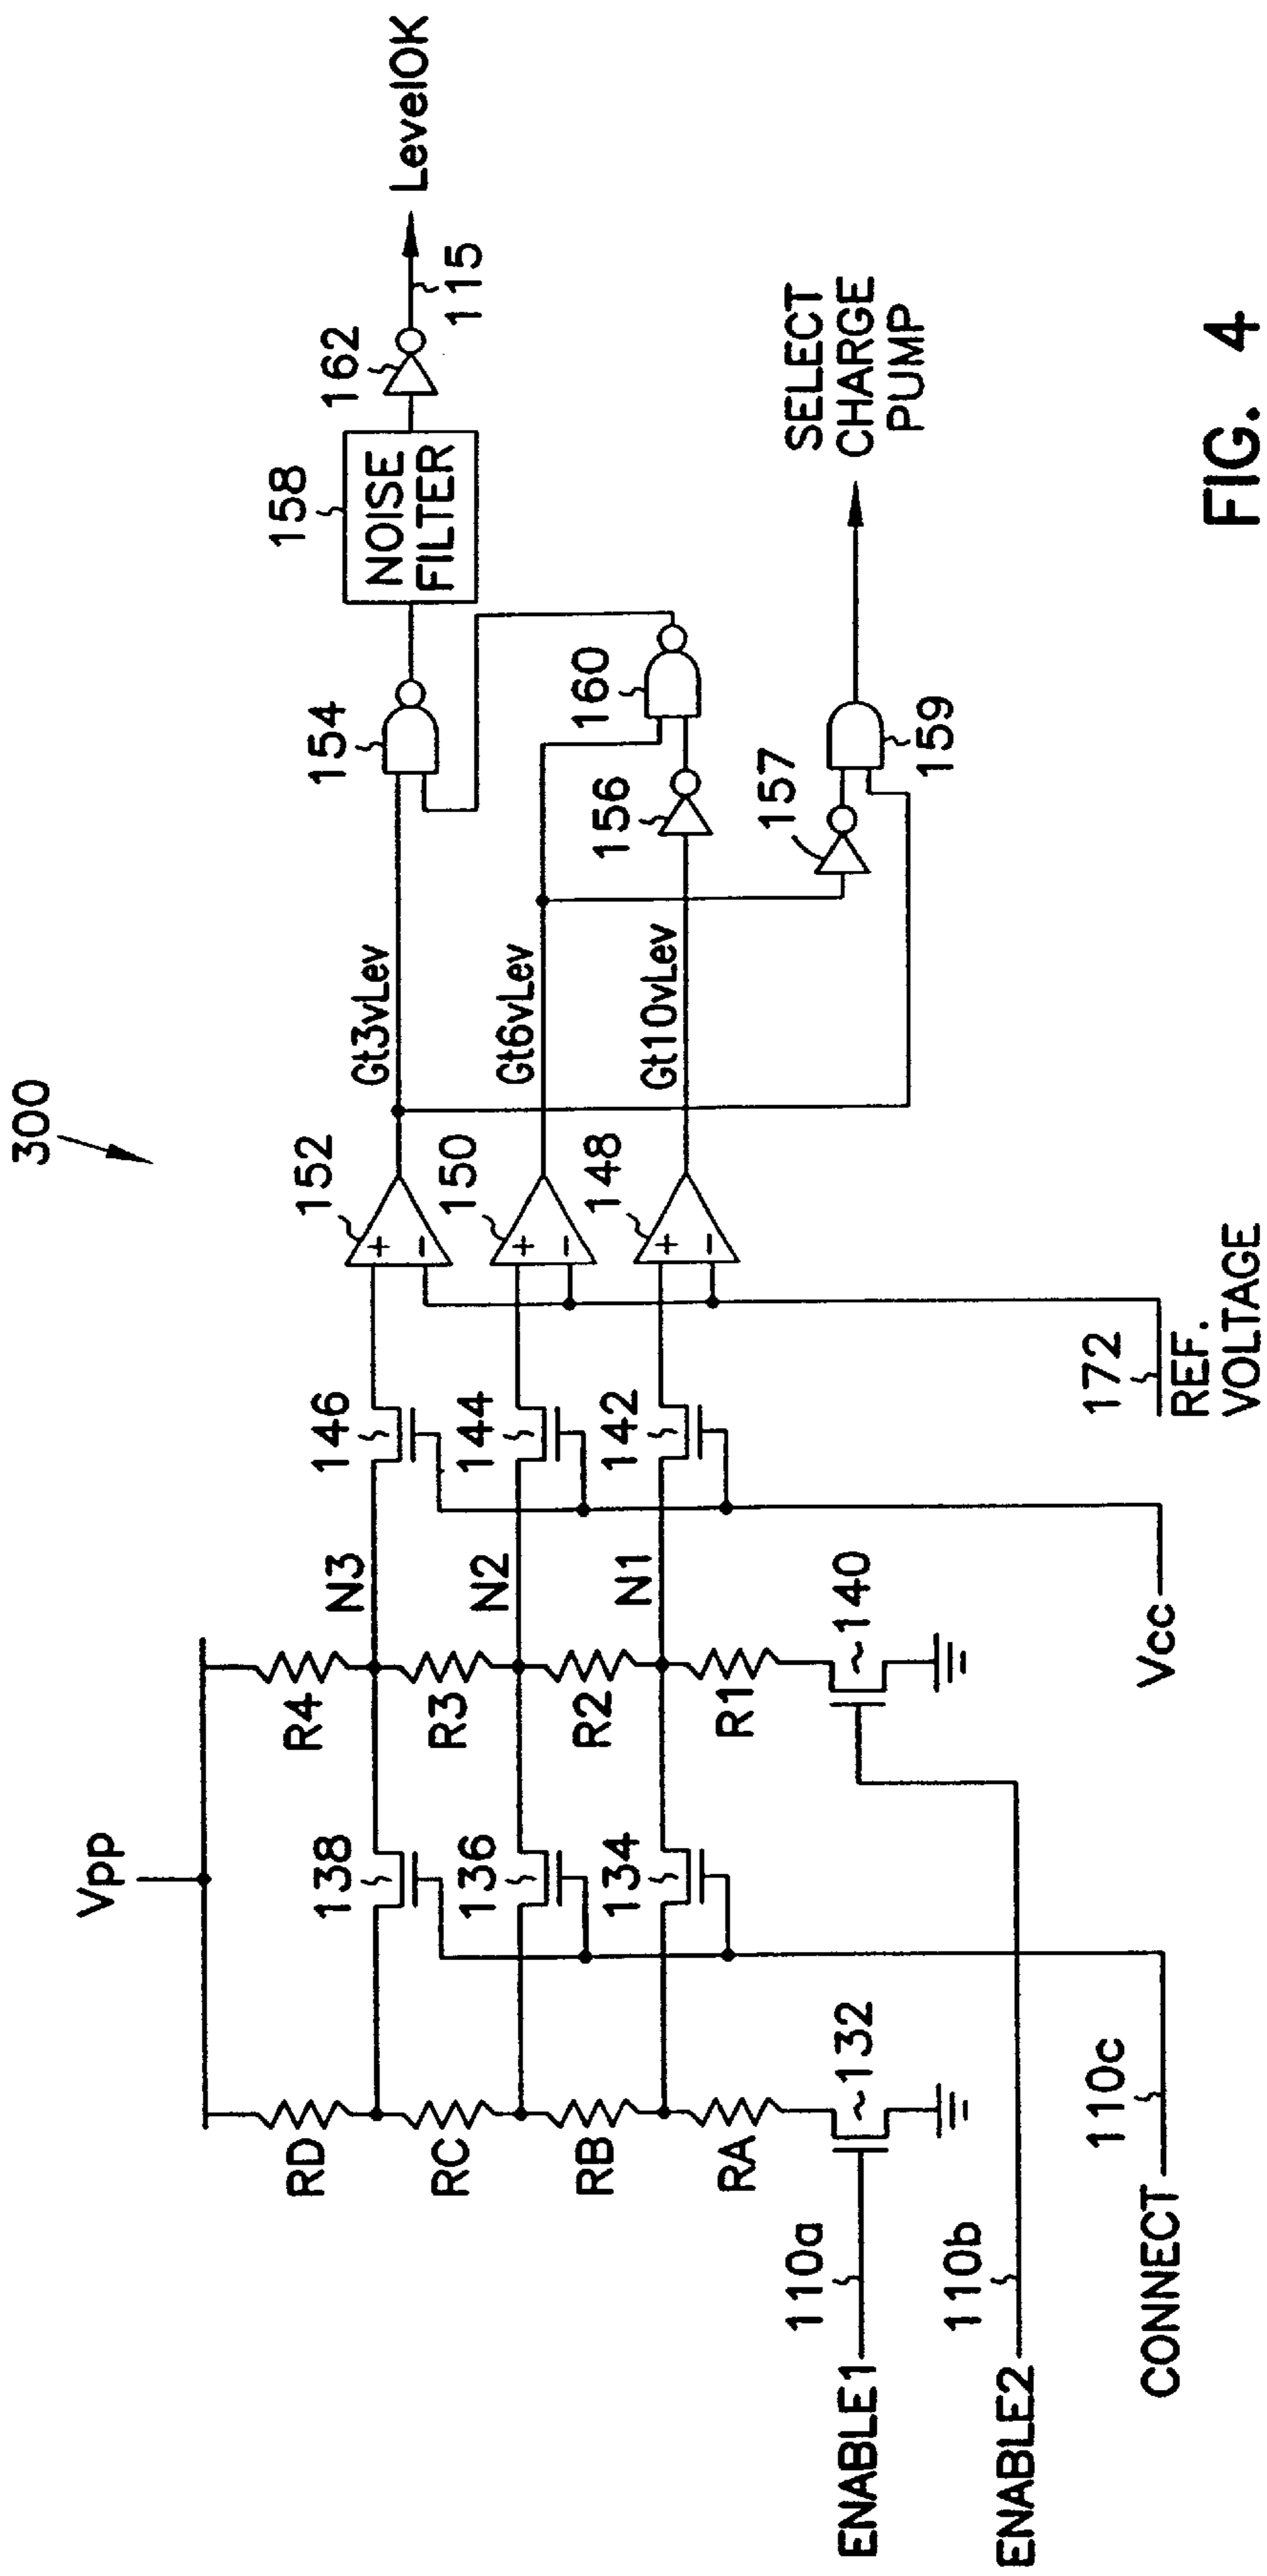 300
Vpp
RD
RC
RB
RA
138
136
134
132
R4
R3
R2
R1
N3
N2
N1
140
146
144
142
152
150
148
Gt3vLev
Gt6vLev
Gt10vLev
154
156
157
160
159
158
NOISE
FILTER
162
115
LevelOK
SELECT
CHARGE
PUMP
ENABLE1
110a
ENABLE2
110b
CONNECT
110c
Vcc
172
REF.
VOLTAGE
+
−
+
−
+
−
FIG. 4